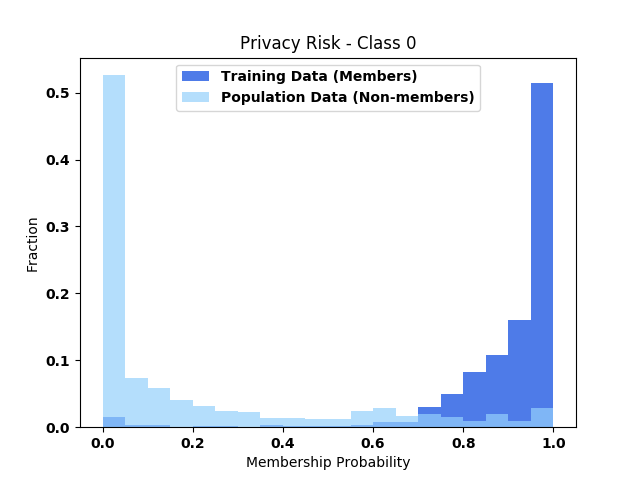 Privacy Risk - Class 0
Training Data (Members)
Population Data (Non-members)
Fraction
0.5
0.4
0.3
0.2
0.1
0.0
0.0 0.2 0.4 0.6 0.8 1.0
Membership Probability